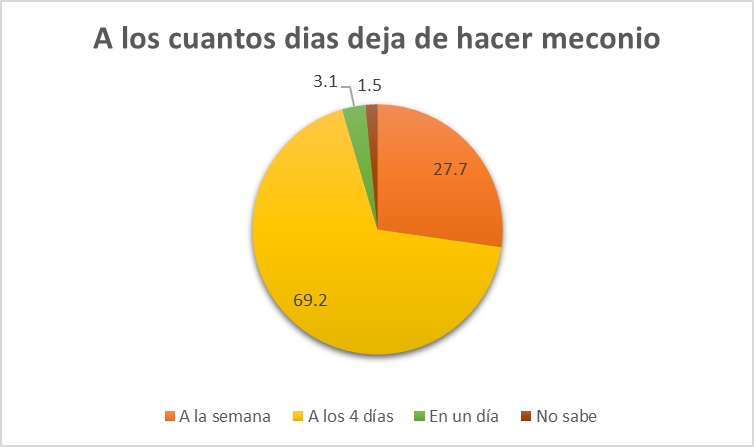 A los cuantos dias deja de hacer meconio
3.1
1.5
27.7
69.2
A la semana
A los 4 días
En un día
No sabe